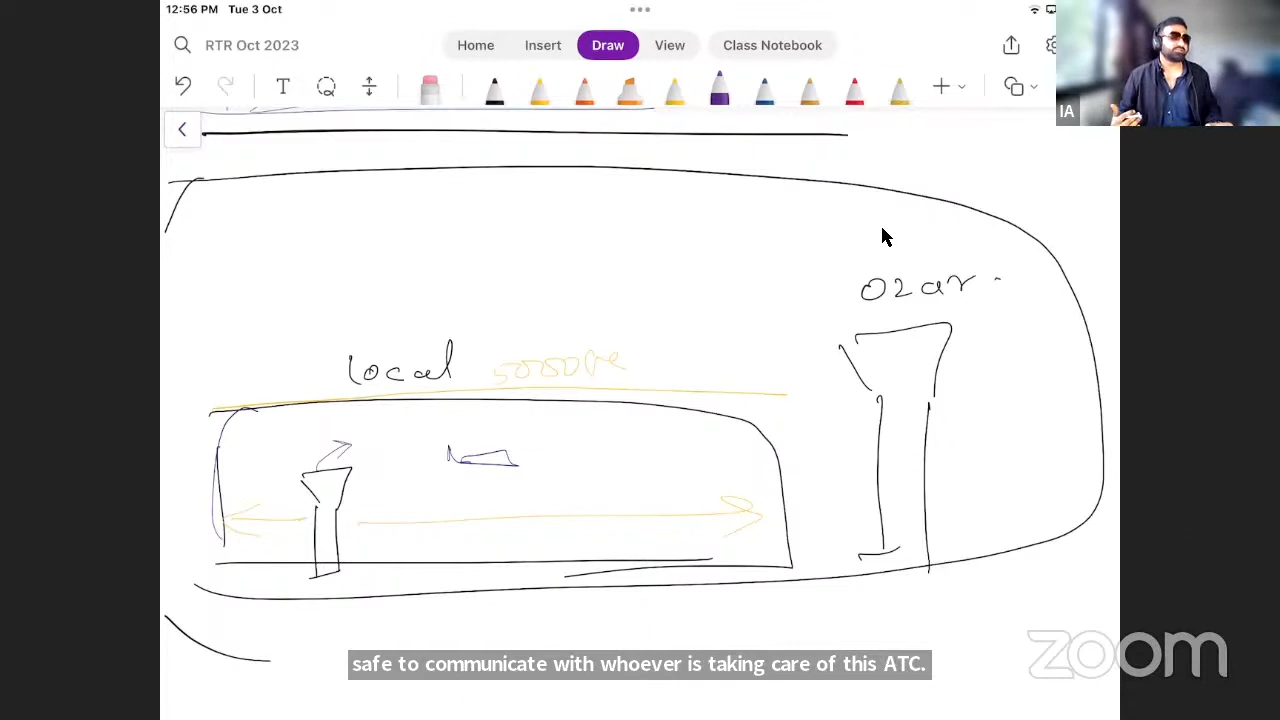 12:56 PM Tue 3 Oct
RTR Oct 2023
Home Insert Draw View Class Notebook
T
IA
Ozar
local
safe to communicate with whoever is taking care of this ATC.
zoom